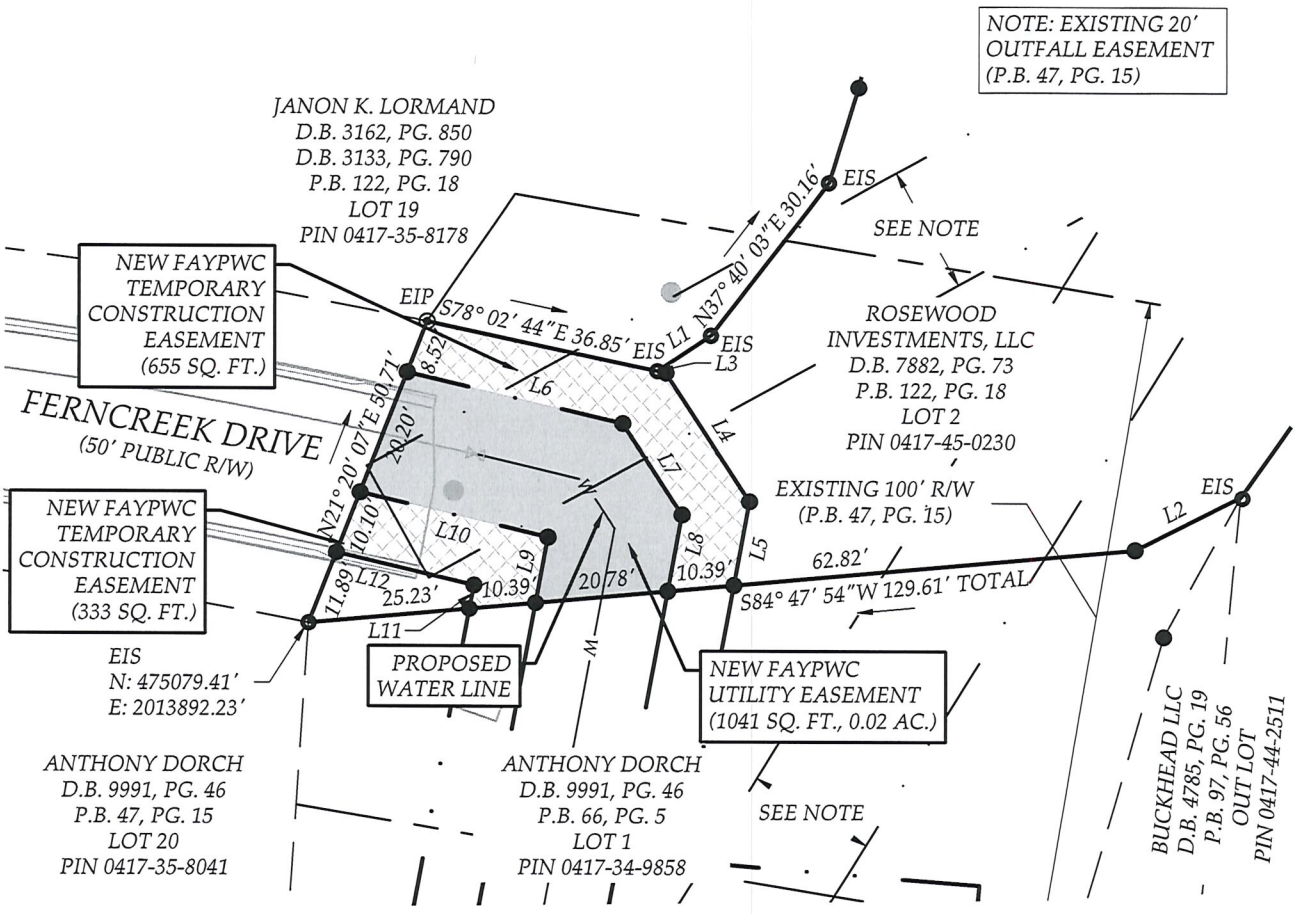 NOTE: EXISTING 20'
OUTFALL EASEMENT
(P.B. 47, PG. 15)
JANON K. LORMAND
D.B. 3162, PG. 850
D.B. 3133, PG. 790
P.B. 122, PG. 18
LOT 19
PIN 0417-35-8178
EIS
N37° 40' 03"E 30.16'
SEE NOTE
NEW FAYPWC
TEMPORARY
CONSTRUCTION
EASEMENT
(655 SQ. FT.)
EIP
S78° 02' 44"E 36.85'
EIS
L1
EIS
L3
ROSEWOOD
INVESTMENTS, LLC
D.B. 7882, PG. 73
P.B. 122, PG. 18
LOT 2
PIN 0417-45-0230
8.52'
L6
L4
FERNCREEK DRIVE
(50' PUBLIC R/W)
N21° 20' 07"E 50.71'
20.20'
L7
W
EXISTING 100' R/W
(P.B. 47, PG. 15)
EIS
L2
NEW FAYPWC
TEMPORARY
CONSTRUCTION
EASEMENT
(333 SQ. FT.)
10.10'
L10
L9
L8
L5
62.82'
S84° 47' 54"W 129.61' TOTAL
11.89'
L12
25.23'
10.39'
20.78'
10.39'
L11
W
EIS
N: 475079.41'
E: 2013892.23'
PROPOSED
WATER LINE
NEW FAYPWC
UTILITY EASEMENT
(1041 SQ. FT., 0.02 AC.)
ANTHONY DORCH
D.B. 9991, PG. 46
P.B. 47, PG. 15
LOT 20
PIN 0417-35-8041
ANTHONY DORCH
D.B. 9991, PG. 46
P.B. 66, PG. 5
LOT 1
PIN 0417-34-9858
SEE NOTE
BUCKHEAD LLC
D.B. 4785, PG. 19
P.B. 97, PG. 56
OUT LOT
PIN 0417-44-2511